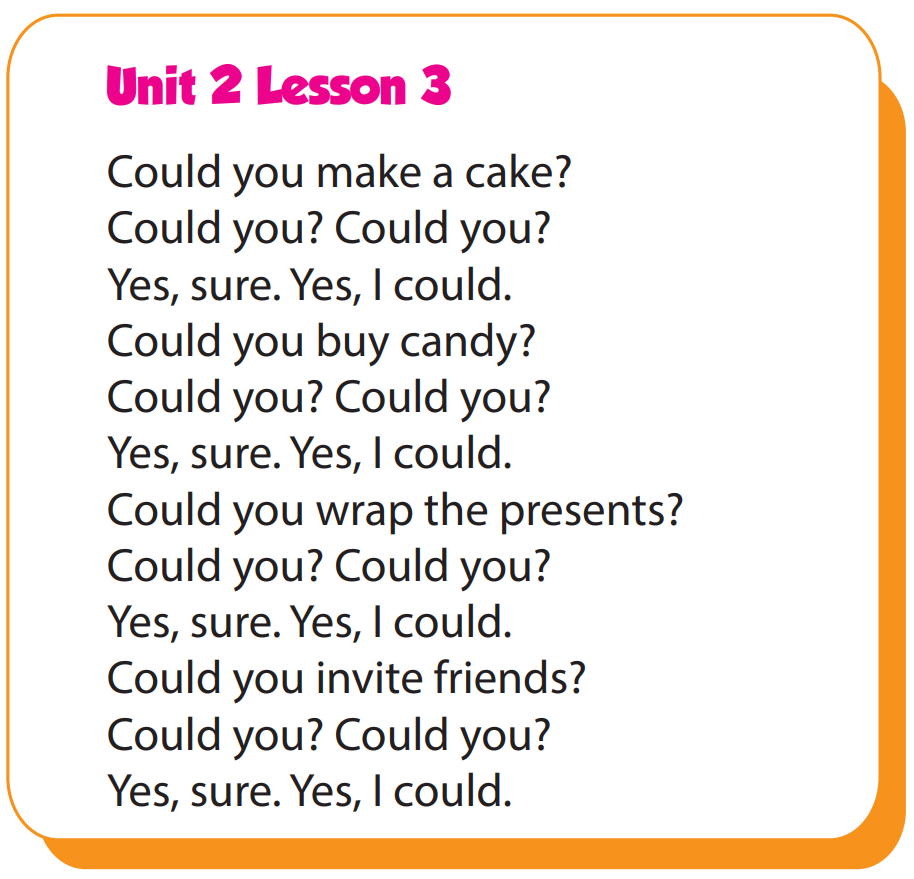 Unit 2 Lesson 3
Could you make a cake?
Could you? Could you?
Yes, sure. Yes, I could.
Could you buy candy?
Could you? Could you?
Yes, sure. Yes, I could.
Could you wrap the presents?
Could you? Could you?
Yes, sure. Yes, I could.
Could you invite friends?
Could you? Could you?
Yes, sure. Yes, I could.